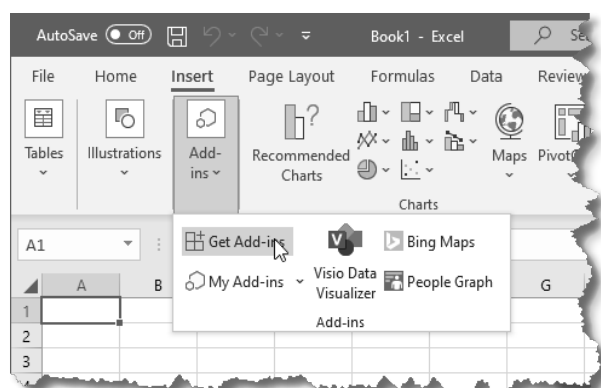 AutoSave Off Book1 - Excel
File Home Insert Page Layout Formulas Data Review
Tables Illustrations Add-ins Recommended Charts Maps
Charts
A1
Get Add-ins Bing Maps
My Add-ins Visio Data Visualizer People Graph
Add-ins
A B G
1
2
3